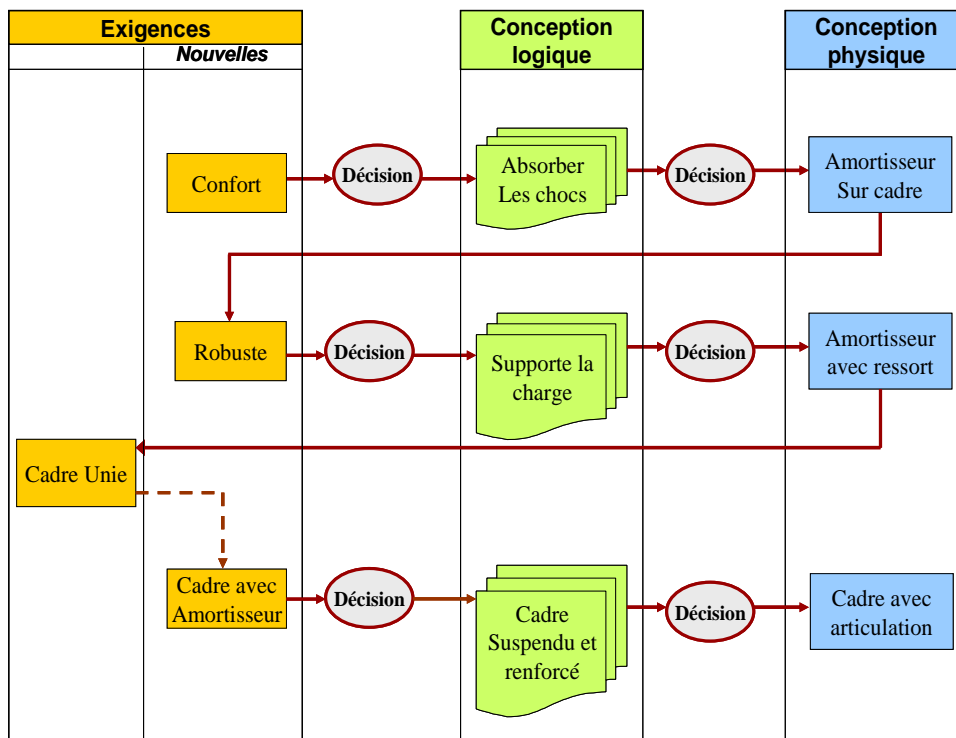 Exigences
Nouvelles
Conception
logique
Conception
physique
Confort
Décision
Absorber
Les chocs
Décision
Amortisseur
Sur cadre
Robuste
Décision
Supporte la
charge
Décision
Amortisseur
avec ressort
Cadre Unie
Cadre avec
Amortisseur
Décision
Cadre
Suspendu et
renforcé
Décision
Cadre avec
articulation